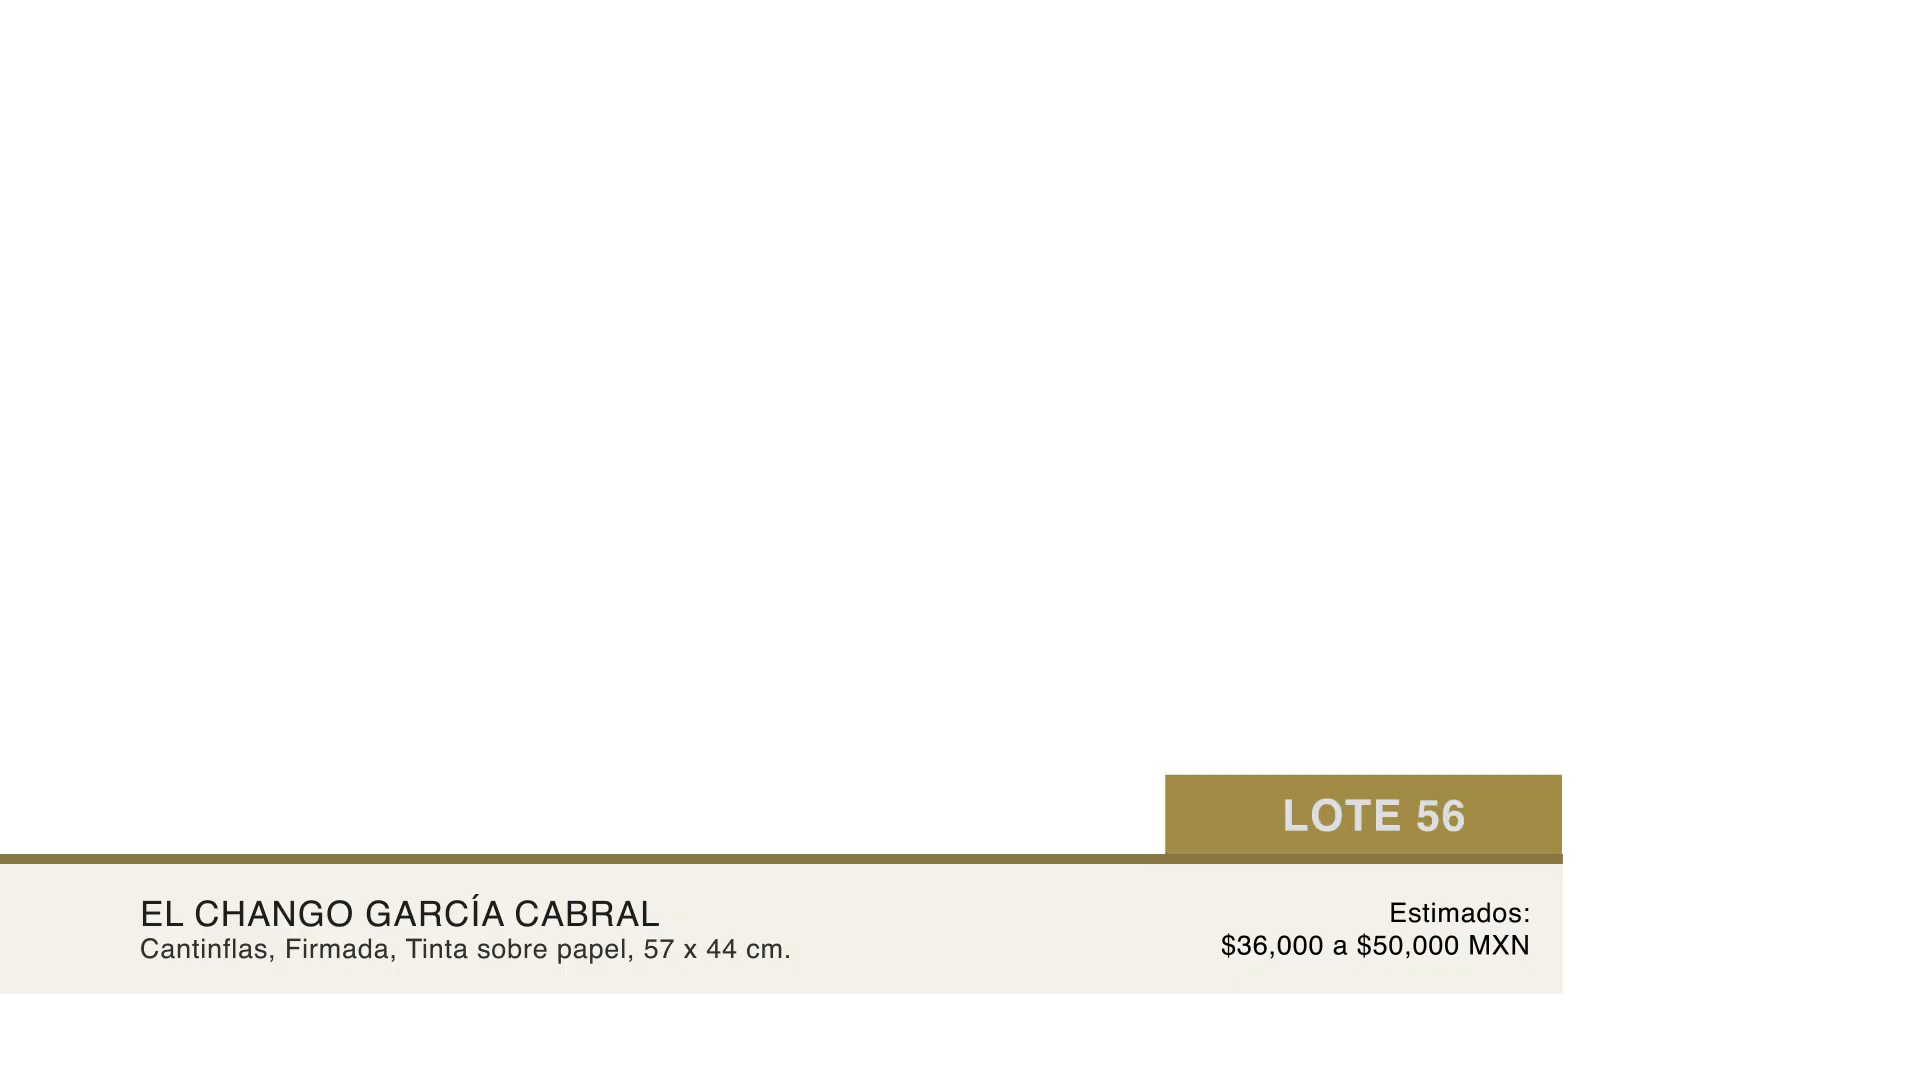 LOTE 56
EL CHANGO GARCÍA CABRAL
Cantinflas, Firmada, Tinta sobre papel, 57 x 44 cm.
Estimados:
$36,000 a $50,000 MXN